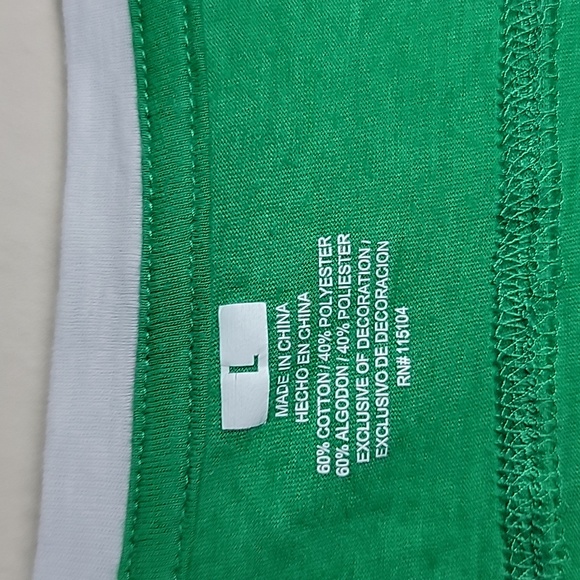 L
MADE IN CHINA
HECHO EN CHINA
60% COTTON / 40% POLYESTER
60% ALGODON / 40% POLIESTER
EXCLUSIVE OF DECORATION /
EXCLUSIVO DE DECORACION
RN# 115104